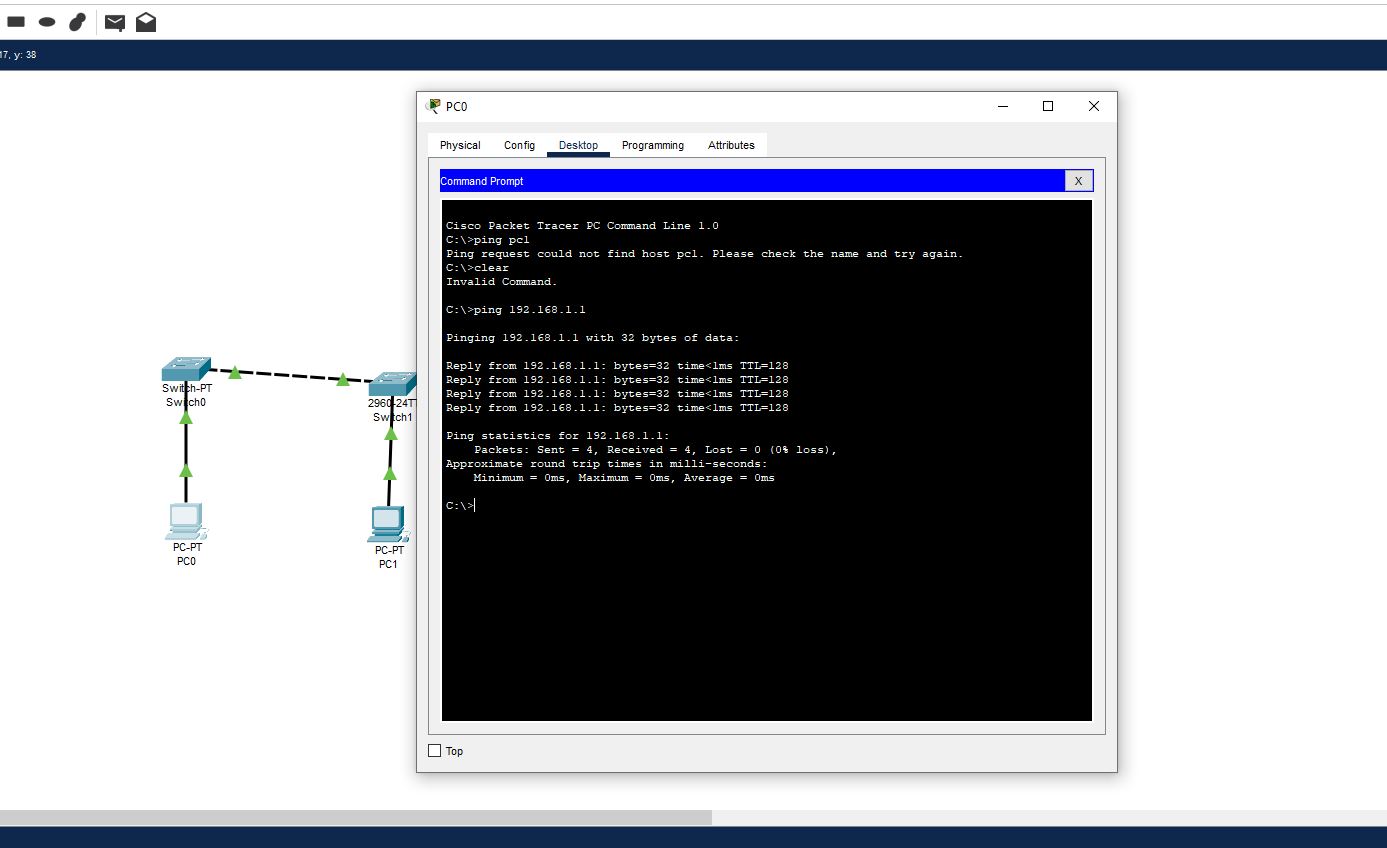 17, y: 38
PC0
Physical Config Desktop Programming Attributes
Command Prompt
X
Cisco Packet Tracer PC Command Line 1.0
C:\>ping pc1
Ping request could not find host pc1. Please check the name and try again.
C:\>clear
Invalid Command.
C:\>ping 192.168.1.1
Pinging 192.168.1.1 with 32 bytes of data:
Reply from 192.168.1.1: bytes=32 time<1ms TTL=128
Reply from 192.168.1.1: bytes=32 time<1ms TTL=128
Reply from 192.168.1.1: bytes=32 time<1ms TTL=128
Reply from 192.168.1.1: bytes=32 time<1ms TTL=128
Ping statistics for 192.168.1.1:
Packets: Sent = 4, Received = 4, Lost = 0 (0% loss),
Approximate round trip times in milli-seconds:
Minimum = 0ms, Maximum = 0ms, Average = 0ms
C:\>
Top
Switch-PT
Switch0
2960-24TT
Switch1
PC-PT
PC0
PC-PT
PC1